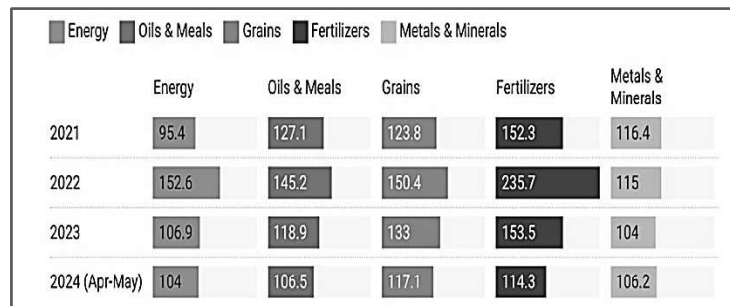 Energy Oils & Meals Grains Fertilizers Metals & Minerals
Energy Oils & Meals Grains Fertilizers Metals & Minerals
2021 95.4 127.1 123.8 152.3 116.4
2022 152.6 145.2 150.4 235.7 115
2023 106.9 118.9 133 153.5 104
2024 (Apr-May) 104 106.5 117.1 114.3 106.2